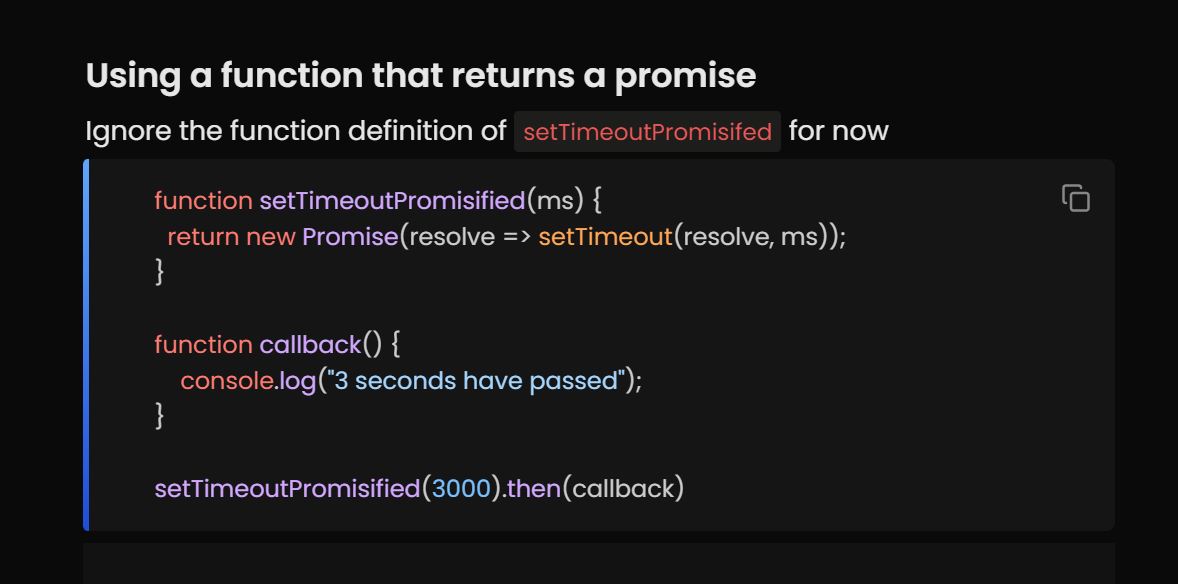 Using a function that returns a promise
Ignore the function definition of setTimeoutPromisifed for now
function setTimeoutPromisified(ms) {
return new Promise(resolve => setTimeout(resolve, ms));
}
function callback() {
console.log("3 seconds have passed");
}
setTimeoutPromisified(3000).then(callback)